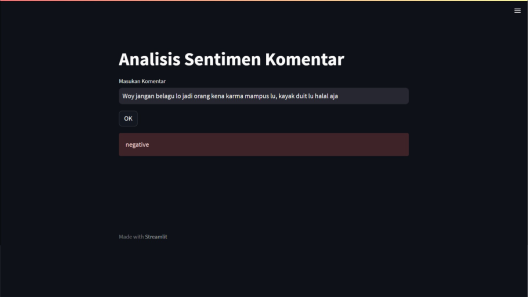 Analisis Sentimen Komentar
Masukan Komentar
Woy jangan belagu lo jadi orang kena karma mampus lu, kayak duit lu halal aja
OK
negative
Made with Streamlit